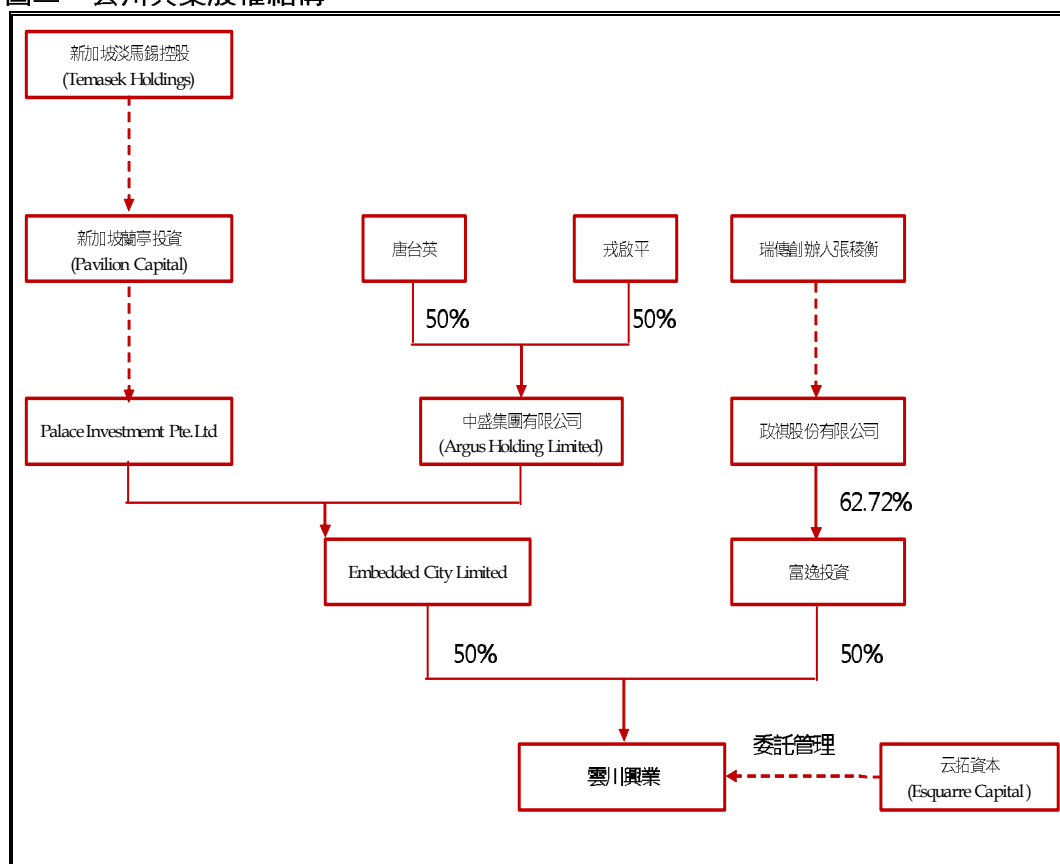 新加坡淡馬錫控股
(Temasek Holdings)
新加坡蘭亭投資
(Pavilion Capital)
唐台英
戎啟平
瑞傳創辦人張稜衡
50%
50%
Palace Investmemt Pte.Ltd
中盛集團有限公司
(Argus Holding Limited)
政祺股份有限公司
62.72%
Embedded City Limited
富逸投資
50%
50%
委託管理
雲川興業
云拓資本
(Esquarre Capital )